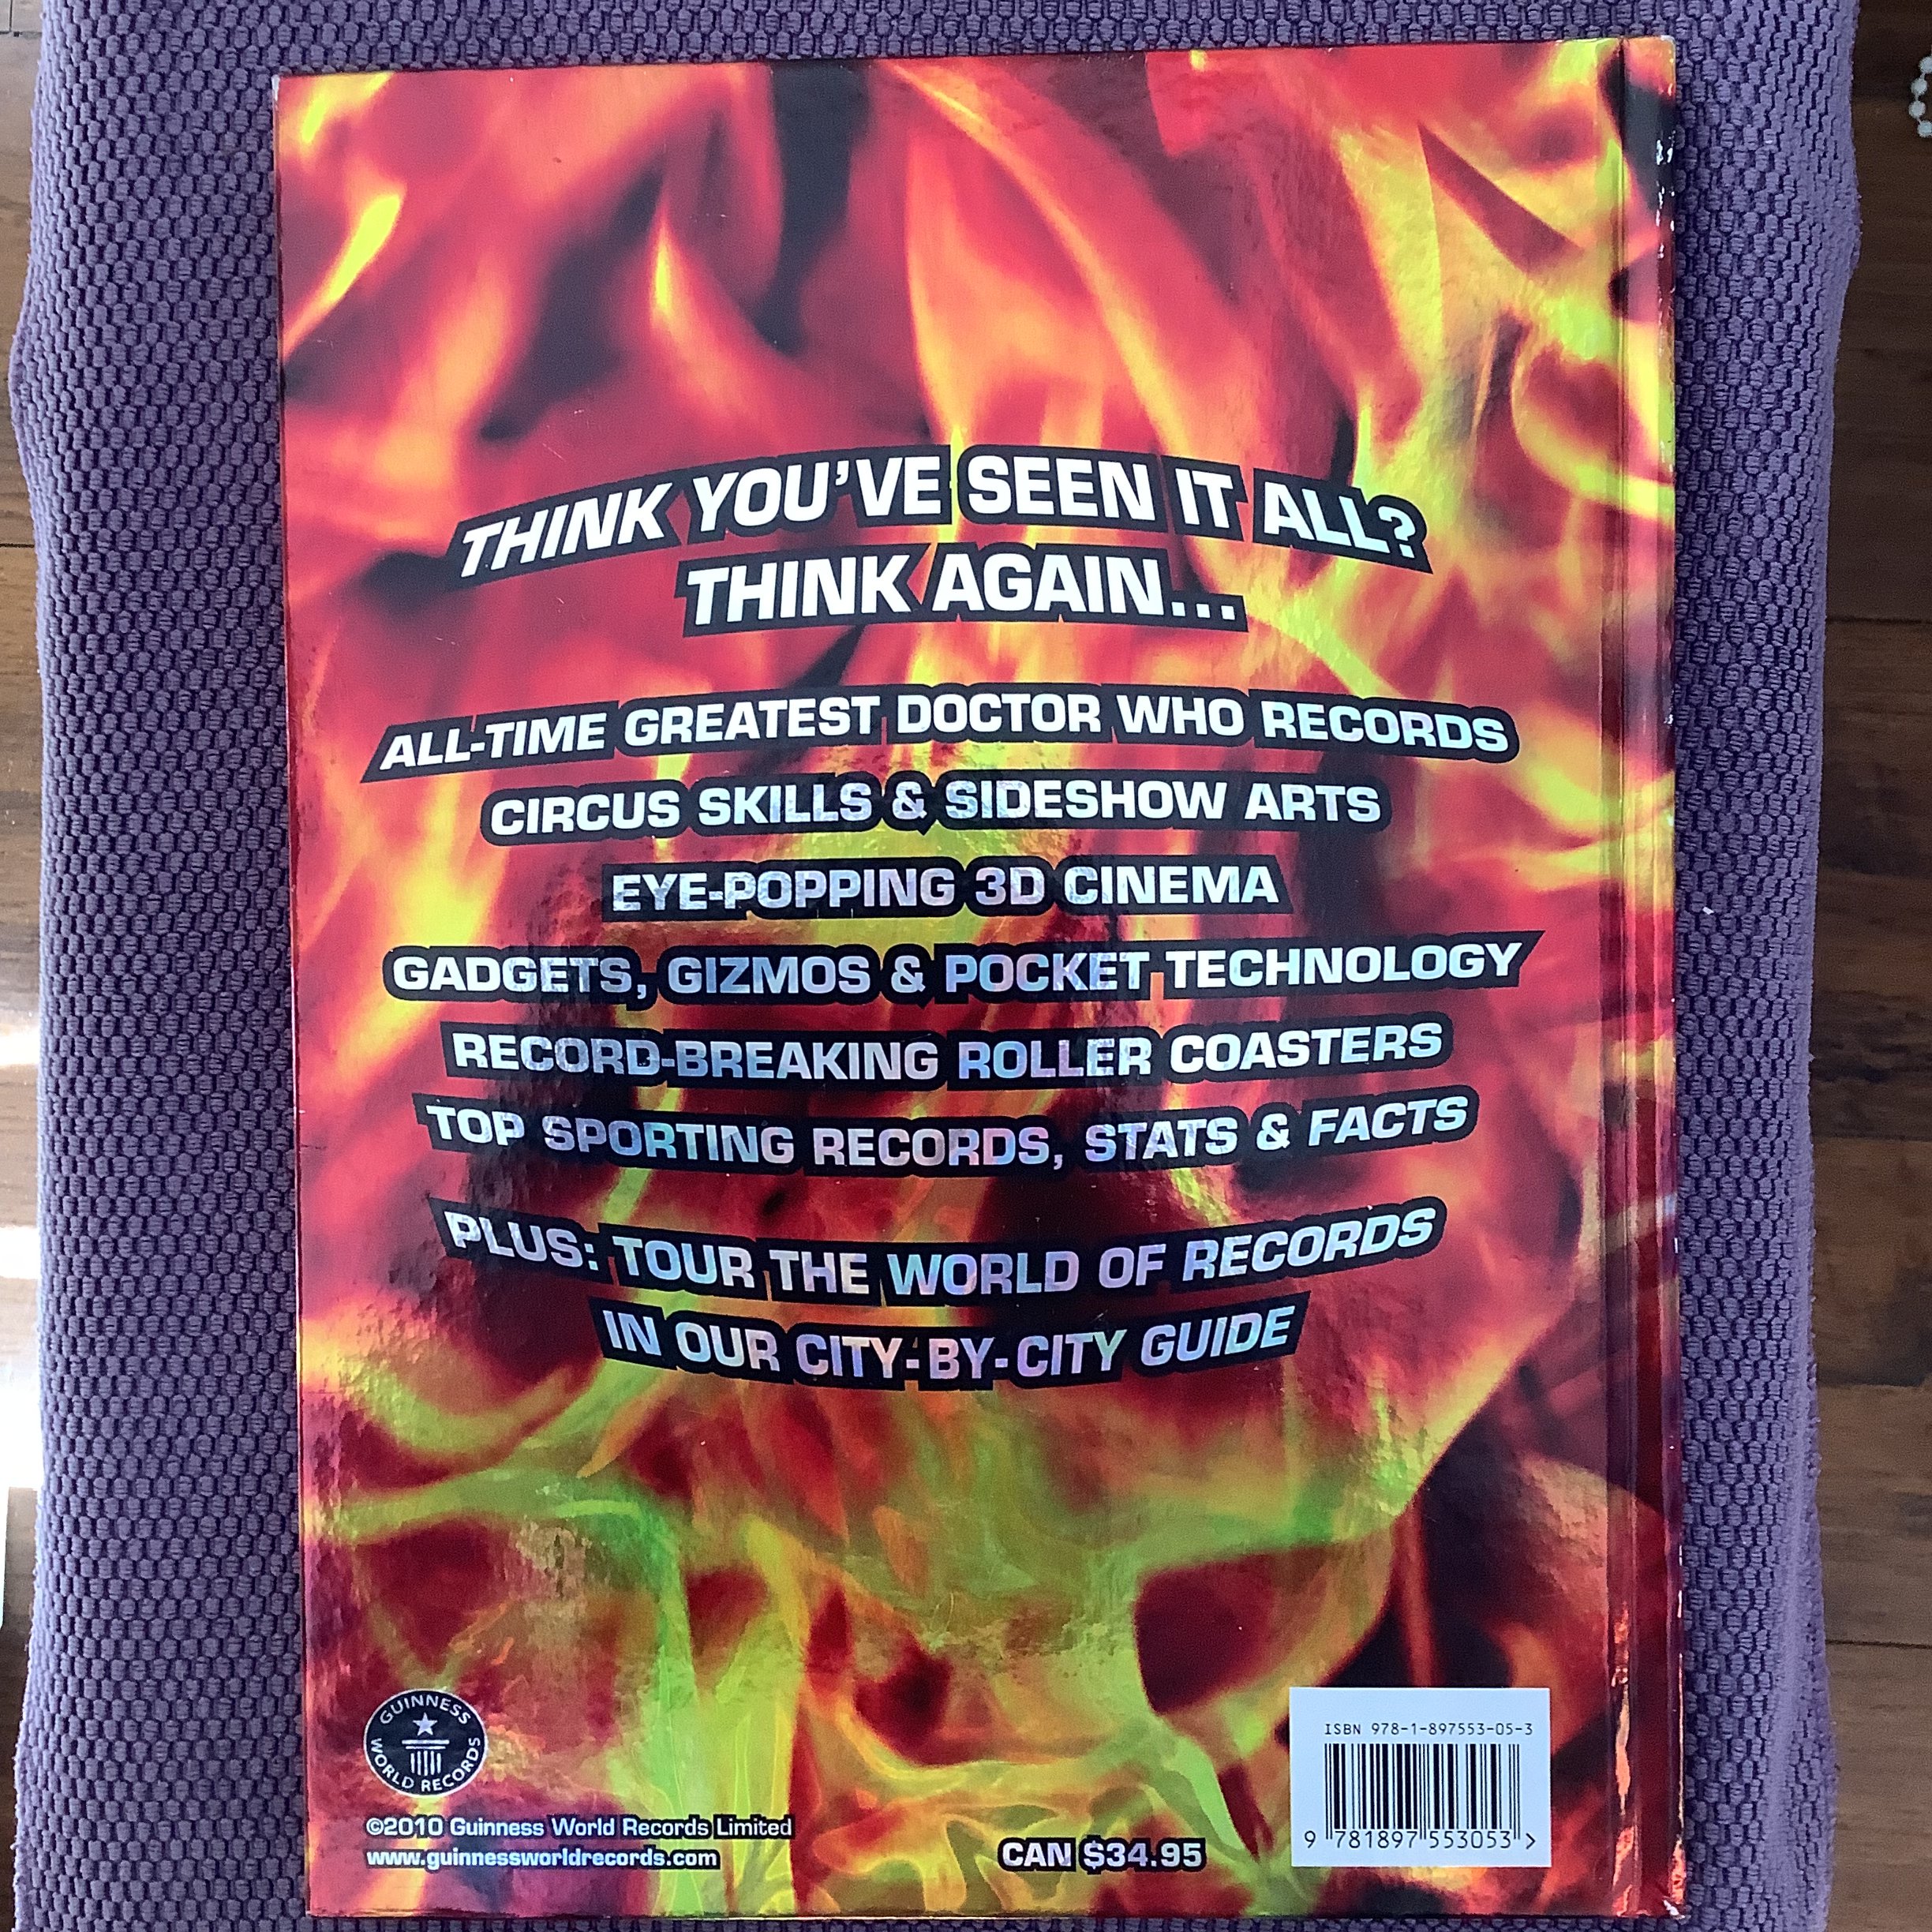 THINK YOU'VE SEEN IT ALL?
THINK AGAIN...
ALL-TIME GREATEST DOCTOR WHO RECORDS
CIRCUS SKILLS & SIDESHOW ARTS
EYE-POPPING 3D CINEMA
GADGETS, GIZMOS & POCKET TECHNOLOGY
RECORD-BREAKING ROLLER COASTERS
TOP SPORTING RECORDS, STATS & FACTS
PLUS: TOUR THE WORLD OF RECORDS
IN OUR CITY-BY-CITY GUIDE
GUINNESS
WORLD RECORDS
©2010 Guinness World Records Limited
www.guinnessworldrecords.com
CAN $34.95
ISBN 978-1-897553-05-3
9 781897 553053 >